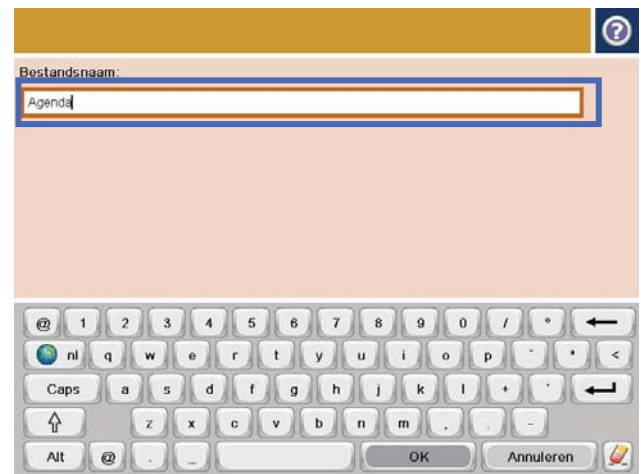 ?
Bestandsnaam:
Agenda
@ 1 2 3 4 5 6 7 8 9 0 / °
nl q w e r t y u i o p <
Caps a s d f g h j k l +
z x c v b n m , -
Alt @ . _ OK Annuleren